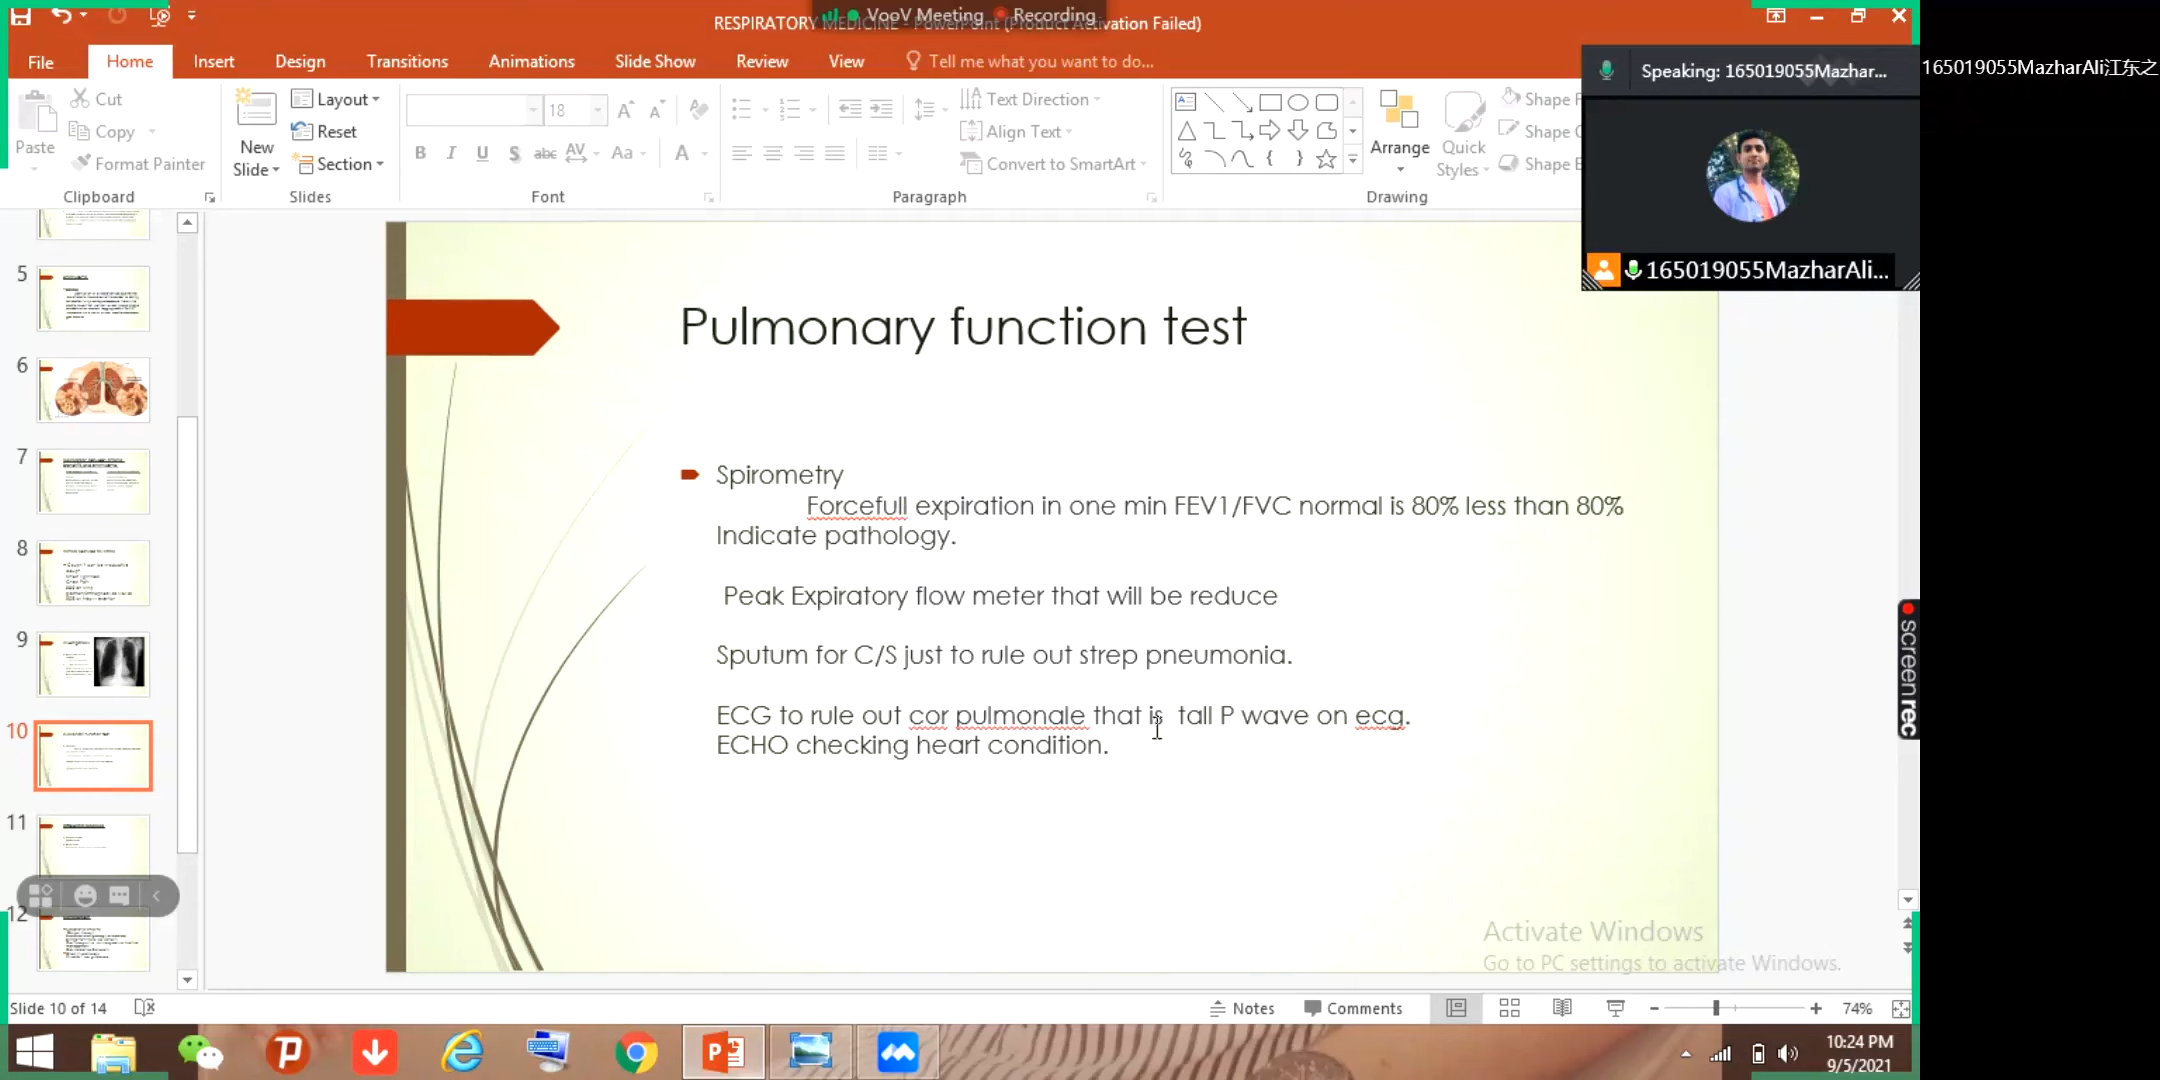 VooV Meeting Recording
RESPIRATORY MEDICINE - PowerPoint (Product Activation Failed)
File Home Insert Design Transitions Animations Slide Show Review View Tell me what you want to do...
Speaking: 165019055Mazhar...
165019055MazharAli江东之
Cut
Copy
Format Painter
Paste
Clipboard
New Slide
Layout
Reset
Section
Slides
18
B I U S abc AV Aa A
Font
Text Direction
Align Text
Convert to SmartArt
Paragraph
Arrange
Quick Styles
Shape F
Shape C
Shape E
Drawing
165019055MazharAli...
5
6
7
8
9
10
11
12
Pulmonary function test
Spirometry
Forcefull expiration in one min FEV1/FVC normal is 80% less than 80%
Indicate pathology.
Peak Expiratory flow meter that will be reduce
Sputum for C/S just to rule out strep pneumonia.
ECG to rule out cor pulmonale that is tall P wave on ecg.
ECHO checking heart condition.
screen rec
Activate Windows
Go to PC settings to activate Windows.
Slide 10 of 14
Notes Comments 74%
10:24 PM
9/5/2021